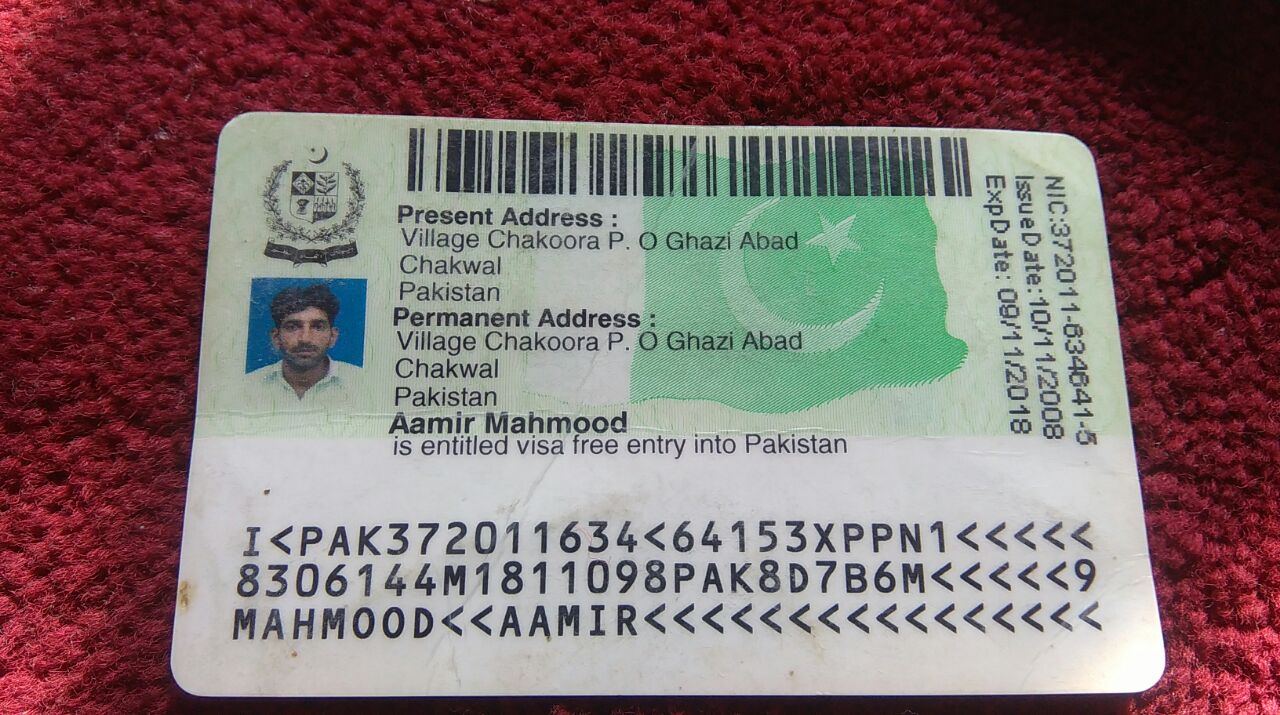 Present Address :
Village Chakoora P. O Ghazi Abad
Chakwal
Pakistan
Permanent Address :
Village Chakoora P. O Ghazi Abad
Chakwal
Pakistan
Aamir Mahmood
is entitled visa free entry into Pakistan
NIC:372011-634641-5
IssueDate:10/11/2008
ExpDate: 09/11/2018
I<PAK372011634<64153XPPN1<<<<<
8306144M1811098PAK8D7B6M<<<<<9
MAHMOOD<<AAMIR<<<<<<<<<<<<<<<<